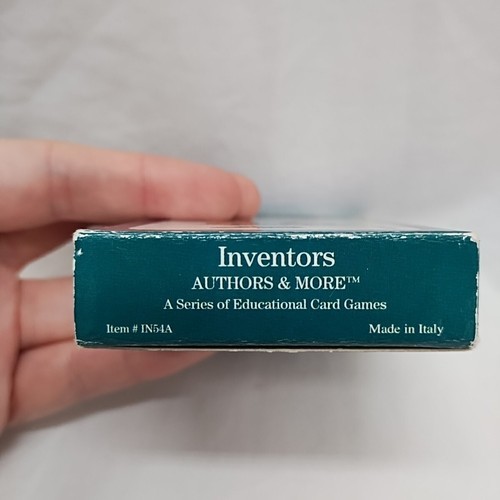 Inventors
AUTHORS & MORE™
A Series of Educational Card Games
Item # IN54A Made in Italy